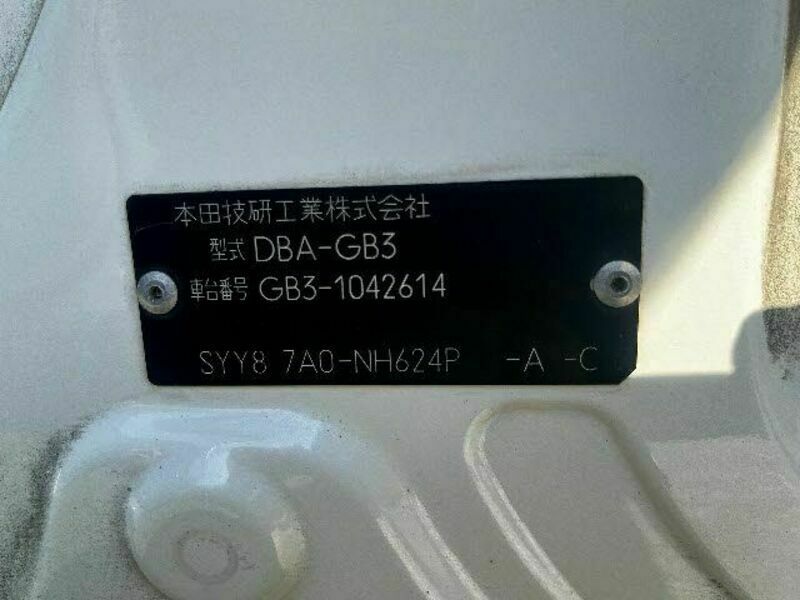 本田技研工業株式会社
型式 DBA-GB3
車台番号 GB3-1042614
SYY8 7A0-NH624P -A -C